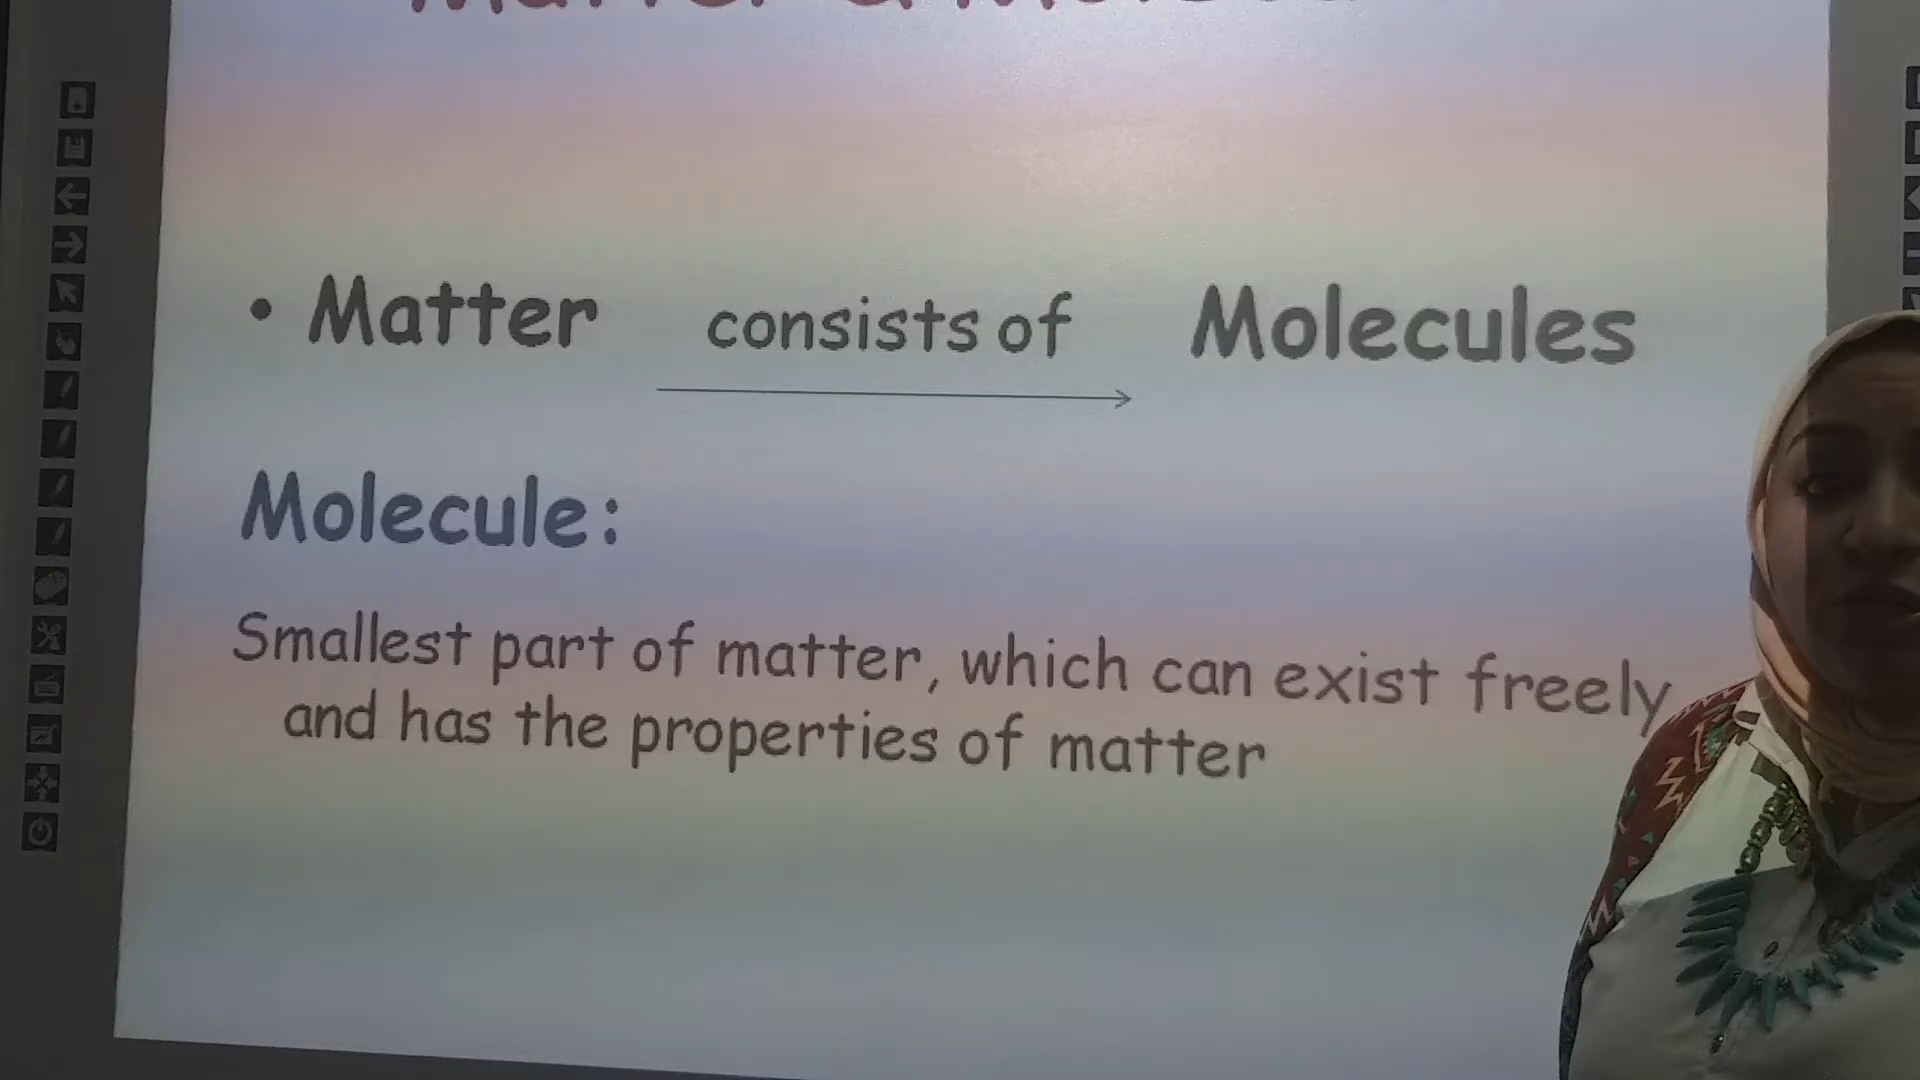 • Matter consists of Molecules
Molecule:
Smallest part of matter, which can exist freely
and has the properties of matter